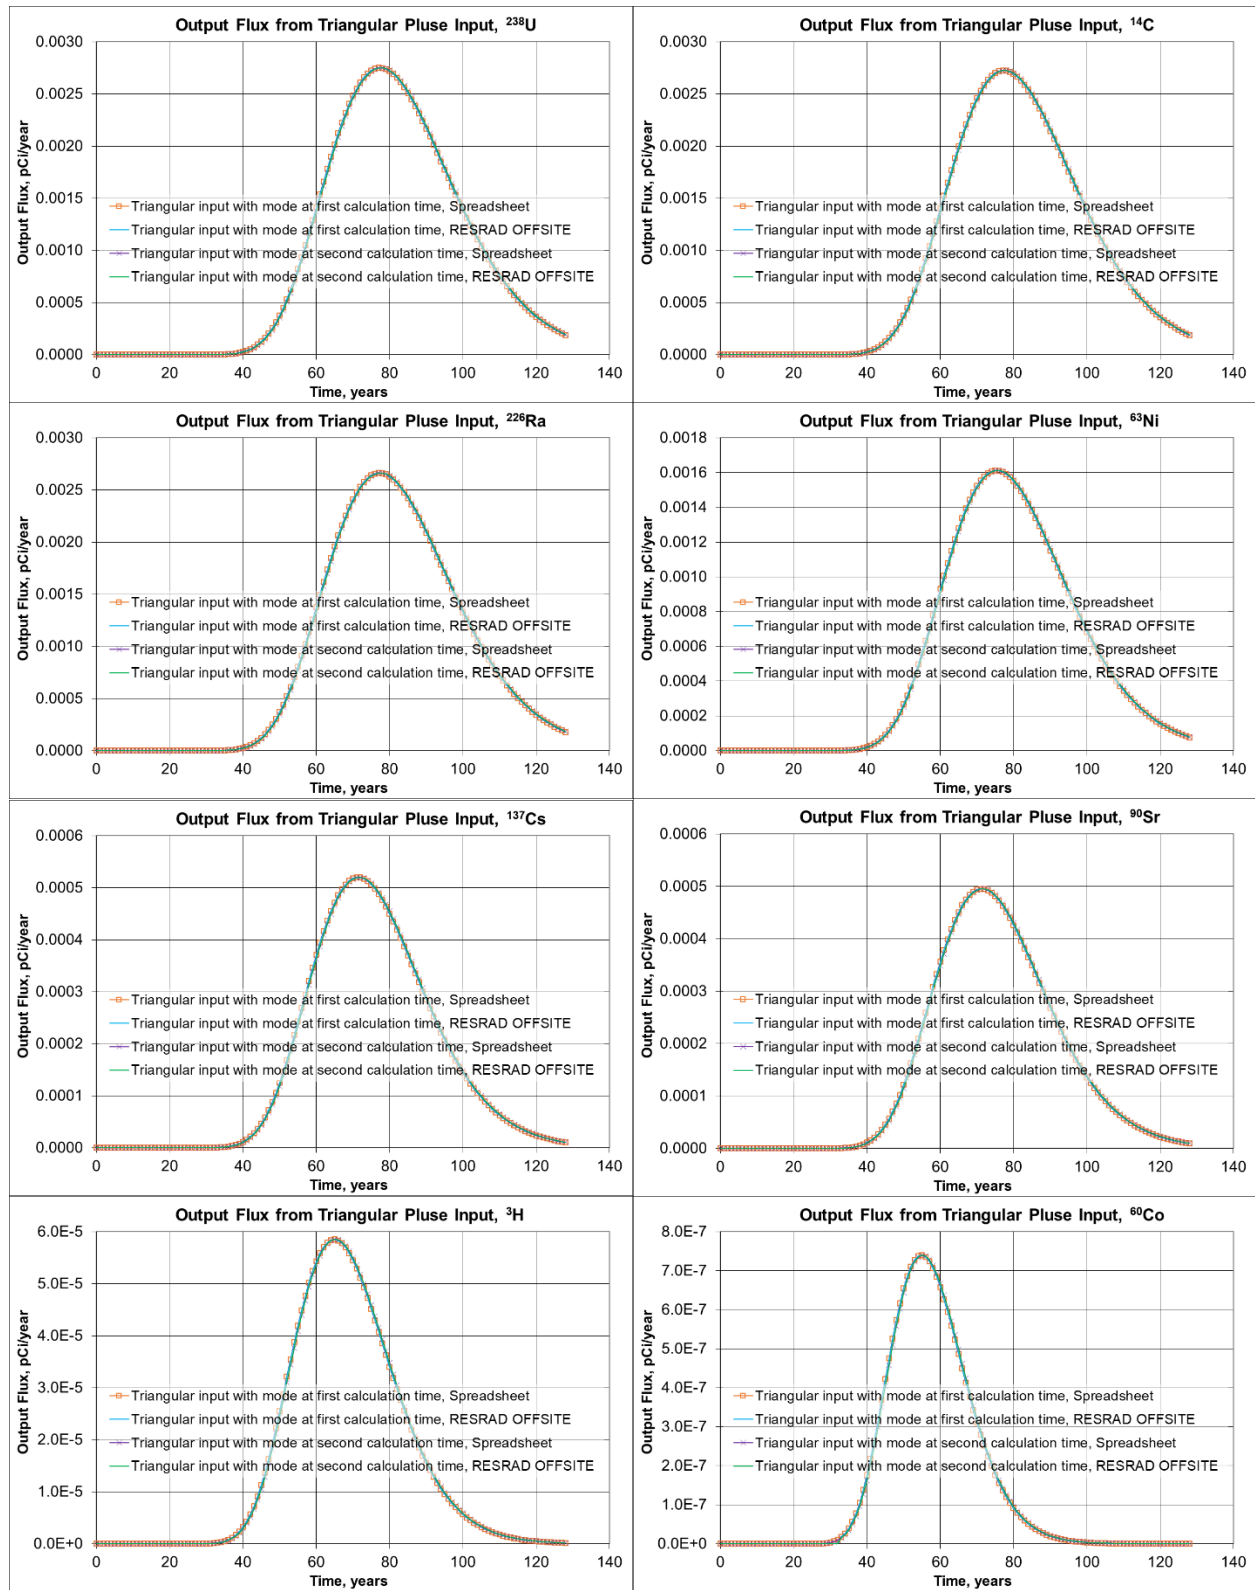 Output Flux from Triangular Pluse Input, ²³⁸U
Output Flux, pCi/year
0.0030
0.0025
0.0020
0.0015
0.0010
0.0005
0.0000
Triangular input with mode at first calculation time, Spreadsheet
Triangular input with mode at first calculation time, RESRAD OFFSITE
Triangular input with mode at second calculation time, Spreadsheet
Triangular input with mode at second calculation time, RESRAD OFFSITE
0 20 40 60 80 100 120 140
Time, years
Output Flux from Triangular Pluse Input, ¹⁴C
Output Flux, pCi/year
0.0030
0.0025
0.0020
0.0015
0.0010
0.0005
0.0000
Triangular input with mode at first calculation time, Spreadsheet
Triangular input with mode at first calculation time, RESRAD OFFSITE
Triangular input with mode at second calculation time, Spreadsheet
Triangular input with mode at second calculation time, RESRAD OFFSITE
0 20 40 60 80 100 120 140
Time, years
Output Flux from Triangular Pluse Input, ²²⁶Ra
Output Flux, pCi/year
0.0030
0.0025
0.0020
0.0015
0.0010
0.0005
0.0000
Triangular input with mode at first calculation time, Spreadsheet
Triangular input with mode at first calculation time, RESRAD OFFSITE
Triangular input with mode at second calculation time, Spreadsheet
Triangular input with mode at second calculation time, RESRAD OFFSITE
0 20 40 60 80 100 120 140
Time, years
Output Flux from Triangular Pluse Input, ⁶³Ni
Output Flux, pCi/year
0.0018
0.0016
0.0014
0.0012
0.0010
0.0008
0.0006
0.0004
0.0002
0.0000
Triangular input with mode at first calculation time, Spreadsheet
Triangular input with mode at first calculation time, RESRAD OFFSITE
Triangular input with mode at second calculation time, Spreadsheet
Triangular input with mode at second calculation time, RESRAD OFFSITE
0 20 40 60 80 100 120 140
Time, years
Output Flux from Triangular Pluse Input, ¹³⁷Cs
Output Flux, pCi/year
0.0006
0.0005
0.0004
0.0003
0.0002
0.0001
0.0000
Triangular input with mode at first calculation time, Spreadsheet
Triangular input with mode at first calculation time, RESRAD OFFSITE
Triangular input with mode at second calculation time, Spreadsheet
Triangular input with mode at second calculation time, RESRAD OFFSITE
0 20 40 60 80 100 120 140
Time, years
Output Flux from Triangular Pluse Input, ⁹⁰Sr
Output Flux, pCi/year
0.0006
0.0005
0.0004
0.0003
0.0002
0.0001
0.0000
Triangular input with mode at first calculation time, Spreadsheet
Triangular input with mode at first calculation time, RESRAD OFFSITE
Triangular input with mode at second calculation time, Spreadsheet
Triangular input with mode at second calculation time, RESRAD OFFSITE
0 20 40 60 80 100 120 140
Time, years
Output Flux from Triangular Pluse Input, ³H
Output Flux, pCi/year
6.0E-5
5.0E-5
4.0E-5
3.0E-5
2.0E-5
1.0E-5
0.0E+0
Triangular input with mode at first calculation time, Spreadsheet
Triangular input with mode at first calculation time, RESRAD OFFSITE
Triangular input with mode at second calculation time, Spreadsheet
Triangular input with mode at second calculation time, RESRAD OFFSITE
0 20 40 60 80 100 120 140
Time, years
Output Flux from Triangular Pluse Input, ⁶⁰Co
Output Flux, pCi/year
8.0E-7
7.0E-7
6.0E-7
5.0E-7
4.0E-7
3.0E-7
2.0E-7
1.0E-7
0.0E+0
Triangular input with mode at first calculation time, Spreadsheet
Triangular input with mode at first calculation time, RESRAD OFFSITE
Triangular input with mode at second calculation time, Spreadsheet
Triangular input with mode at second calculation time, RESRAD OFFSITE
0 20 40 60 80 100 120 140
Time, years